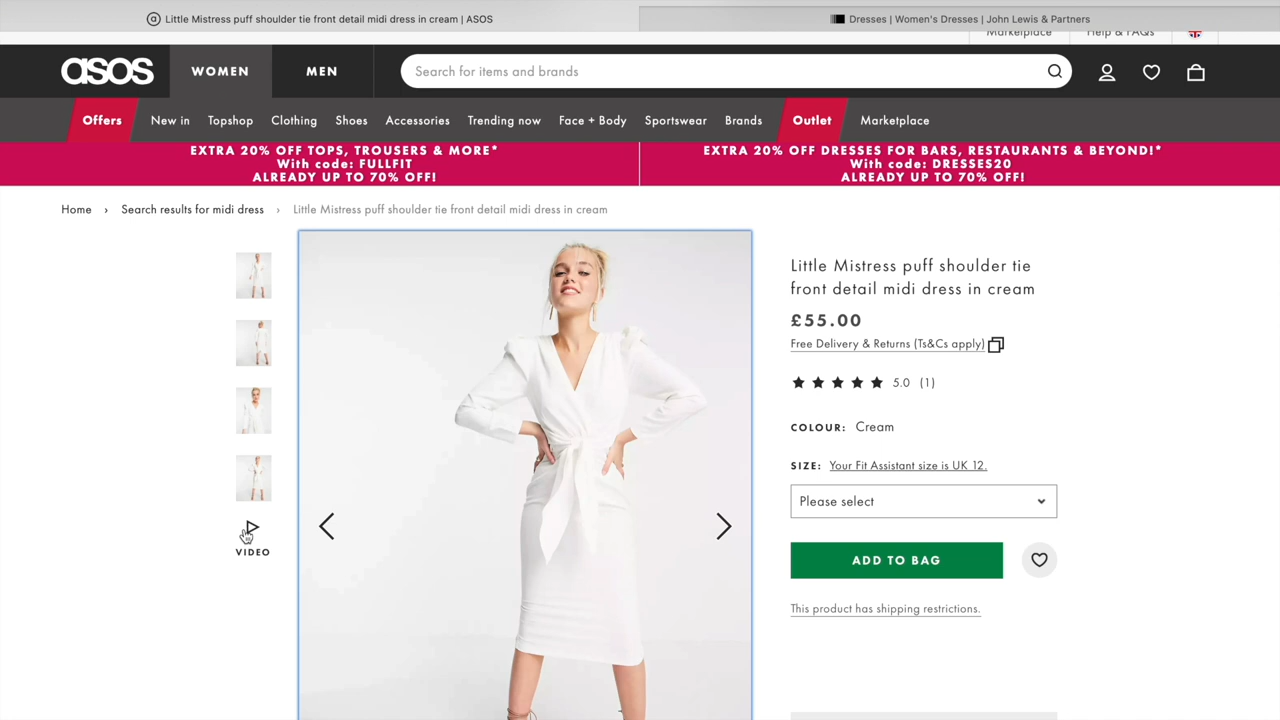 Little Mistress puff shoulder tie front detail midi dress in cream | ASOS
Dresses | Women's Dresses | John Lewis & Partners
Marketplace
Help & FAQs
asos
WOMEN
MEN
Search for items and brands
Offers
New in
Topshop
Clothing
Shoes
Accessories
Trending now
Face + Body
Sportswear
Brands
Outlet
Marketplace
EXTRA 20% OFF TOPS, TROUSERS & MORE*
With code: FULLFIT
ALREADY UP TO 70% OFF!
EXTRA 20% OFF DRESSES FOR BARS, RESTAURANTS & BEYOND!*
With code: DRESSES20
ALREADY UP TO 70% OFF!
Home › Search results for midi dress › Little Mistress puff shoulder tie front detail midi dress in cream
VIDEO
Little Mistress puff shoulder tie
front detail midi dress in cream
£55.00
Free Delivery & Returns (Ts&Cs apply)
5.0 (1)
COLOUR: Cream
SIZE: Your Fit Assistant size is UK 12.
Please select
ADD TO BAG
This product has shipping restrictions.